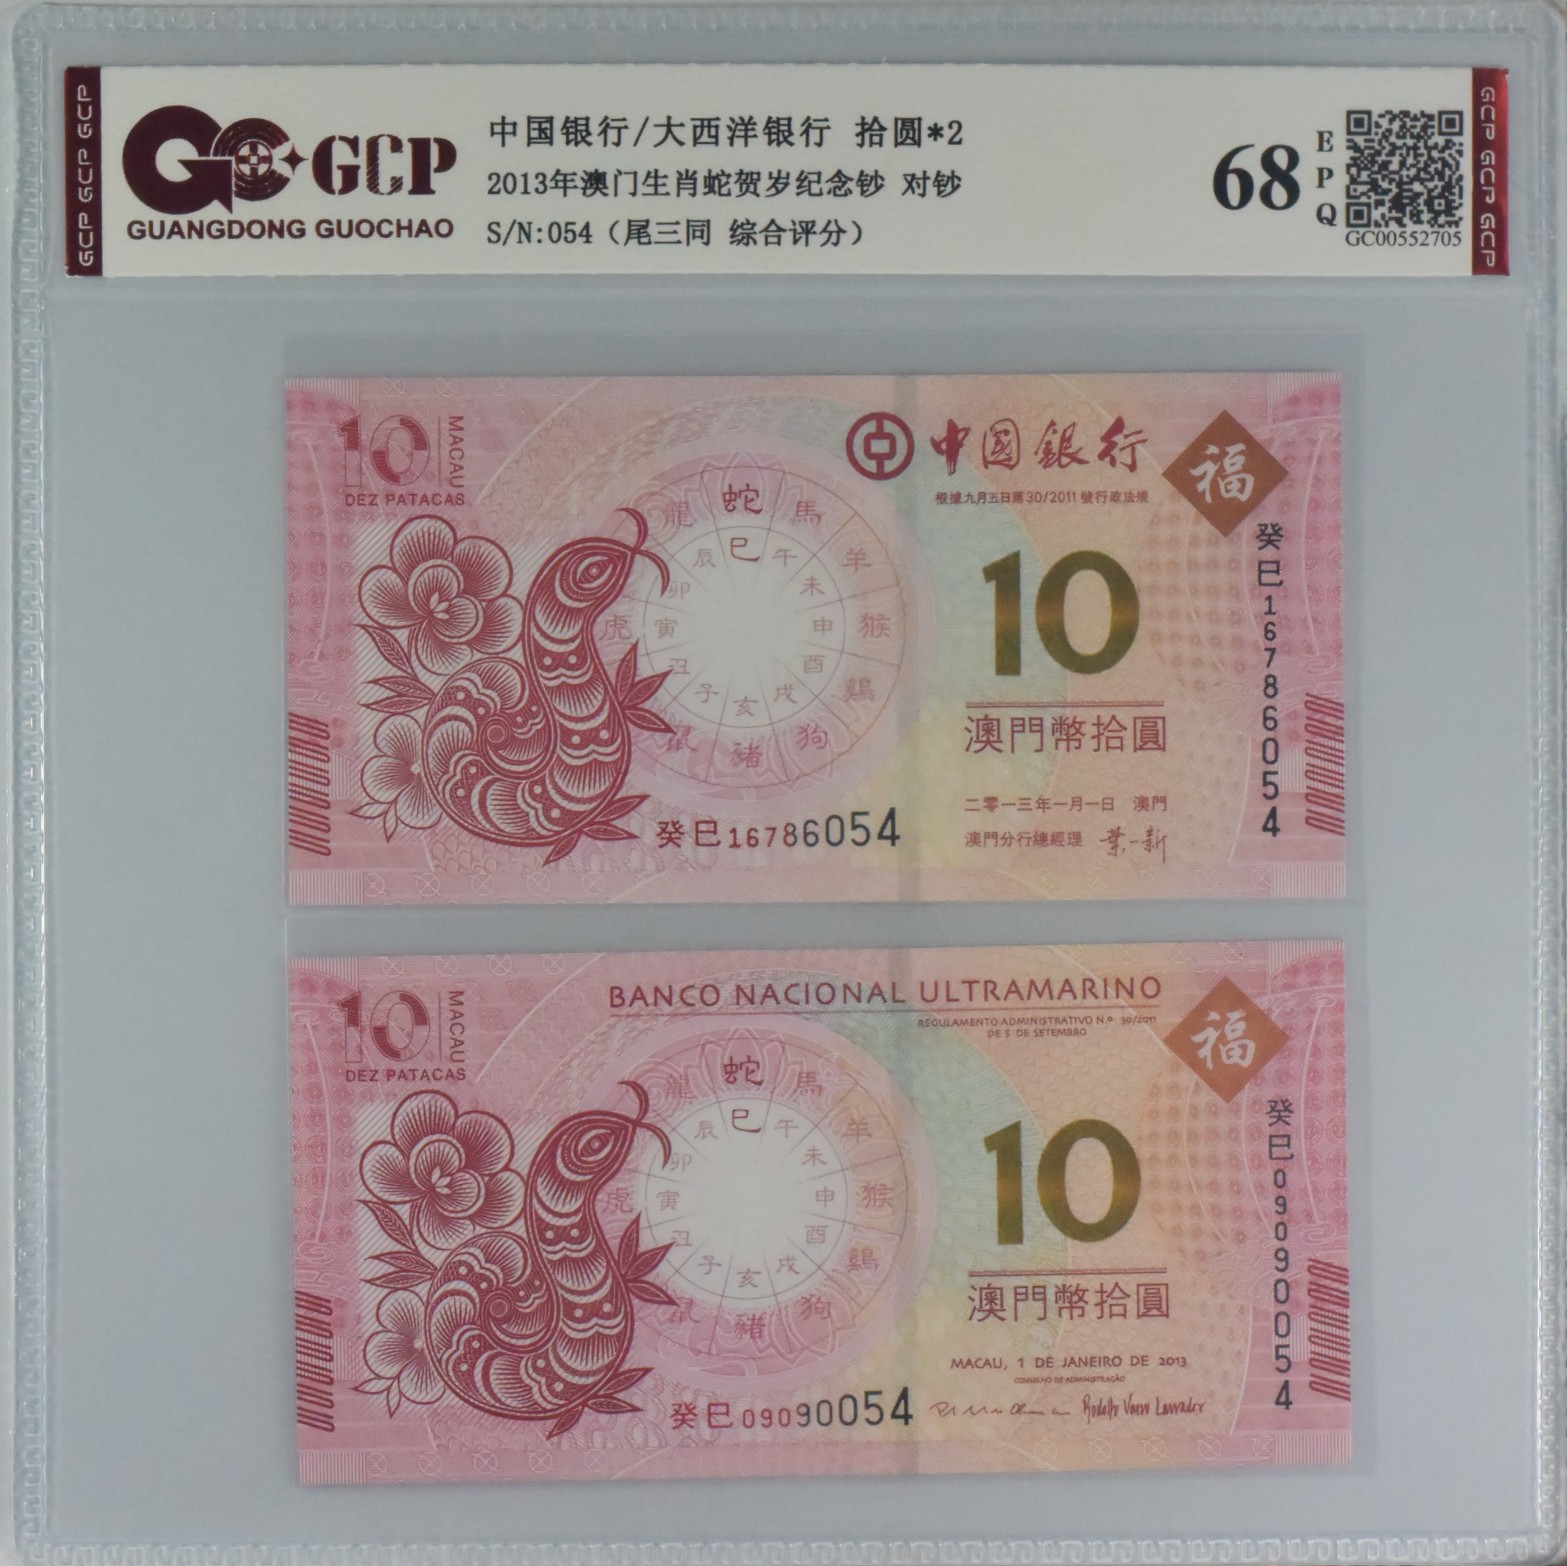 GCP GCP GCP
GCP
GUANGDONG GUOCHAO
中国银行/大西洋银行 拾圆*2
2013年澳门生肖蛇贺岁纪念钞 对钞
S/N:054（尾三同 综合评分）
68
EPQ
GC00552705
GCP GCP GCP
10
MACAU
DEZ PATACAS
中國銀行
根據九月五日第30/2011號行政法規
福
蛇 馬 羊 猴 鷄 狗 豬 鼠 虎 龍
巳 午 未 申 酉 戌 亥 子 丑 寅 卯 辰
10
澳門幣拾圓
二零一三年一月一日 澳門
澳門分行總經理 葉一新
癸巳16786054
癸巳16786054
10
MACAU
DEZ PATACAS
BANCO NACIONAL ULTRAMARINO
REGULAMENTO ADMINISTRATIVO N.º 30/2011
DE 5 DE SETEMBRO
福
蛇 馬 羊 猴 鷄 狗 豬 鼠 虎 龍
巳 午 未 申 酉 戌 亥 子 丑 寅 卯 辰
10
澳門幣拾圓
MACAU, 1 DE JANEIRO DE 2013
CONSELHO DE ADMINISTRAÇÃO
癸巳09090054
癸巳09090054